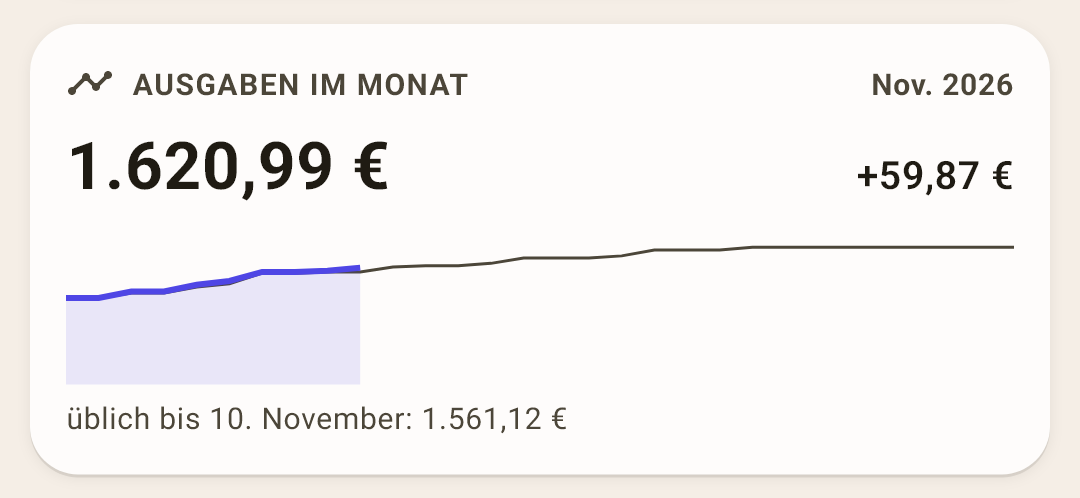 AUSGABEN IM MONAT
Nov. 2026
1.620,99 €
+59,87 €
üblich bis 10. November: 1.561,12 €